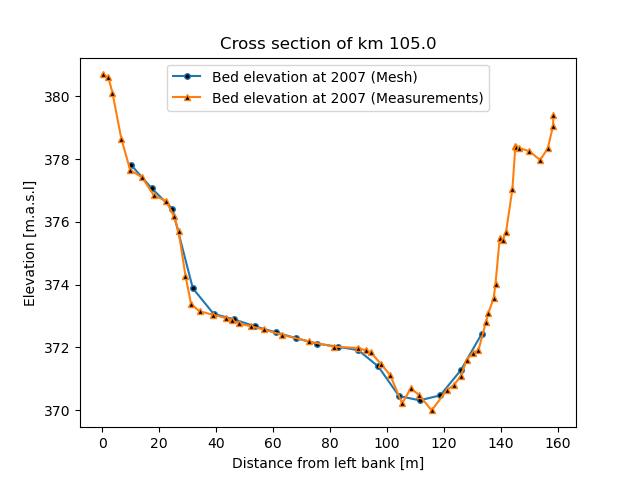 Cross section of km 105.0
Bed elevation at 2007 (Mesh)
Bed elevation at 2007 (Measurements)
Elevation [m.a.s.l]
380
378
376
374
372
370
0 20 40 60 80 100 120 140 160
Distance from left bank [m]